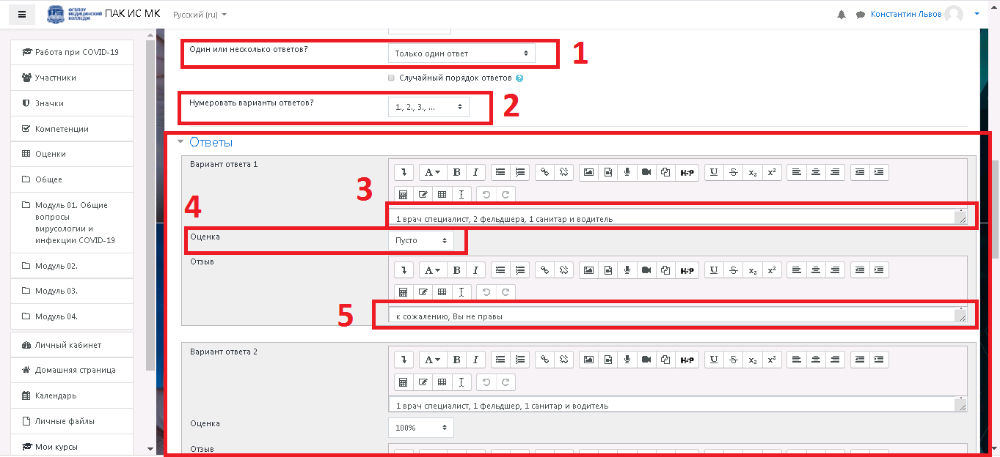 ФГБПОУ
МЕДИЦИНСКИЙ
КОЛЛЕДЖ
ПАК ИС МК
Русский (ru)
Константин Львов
Работа при COVID-19
Участники
Значки
Компетенции
Оценки
Общее
Модуль 01. Общие
вопросы
вирусологии и
инфекции COVID-19
Модуль 02.
Модуль 03.
Модуль 04.
Личный кабинет
Домашняя страница
Календарь
Личные файлы
Мои курсы
Один или несколько ответов?
Только один ответ
1
Случайный порядок ответов
Нумеровать варианты ответов?
1., 2., 3., ...
2
Ответы
Вариант ответа 1
3
1 врач специалист, 2 фельдшера, 1 санитар и водитель
4
Оценка
Пусто
Отзыв
5
к сожалению, Вы не правы
Вариант ответа 2
1 врач специалист, 1 фельдшер, 1 санитар и водитель
Оценка
100%
Отзыв